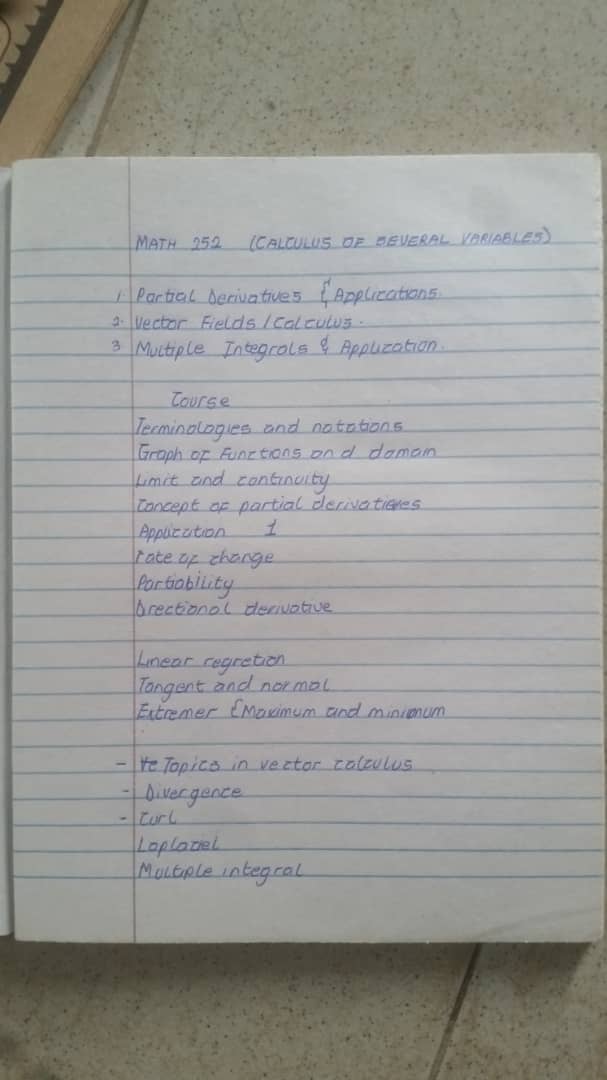 MATH 252 (CALCULUS OF SEVERAL VARIABLES)
1. Partial Derivatives & Applications.
2. Vector Fields / Calculus.
3 Multiple Integrals & Application.
Course
Terminologies and notations
Graph of Functions and domain
Limit and continuity
Concept of partial derivatives
Application 1
rate of change
Partiability
Directional derivative
Linear regretion
Tangent and normal
Extremer {Maximum and minimum
- Topics in vector calculus
- Divergence
- Curl
Laplacel
Multiple integral